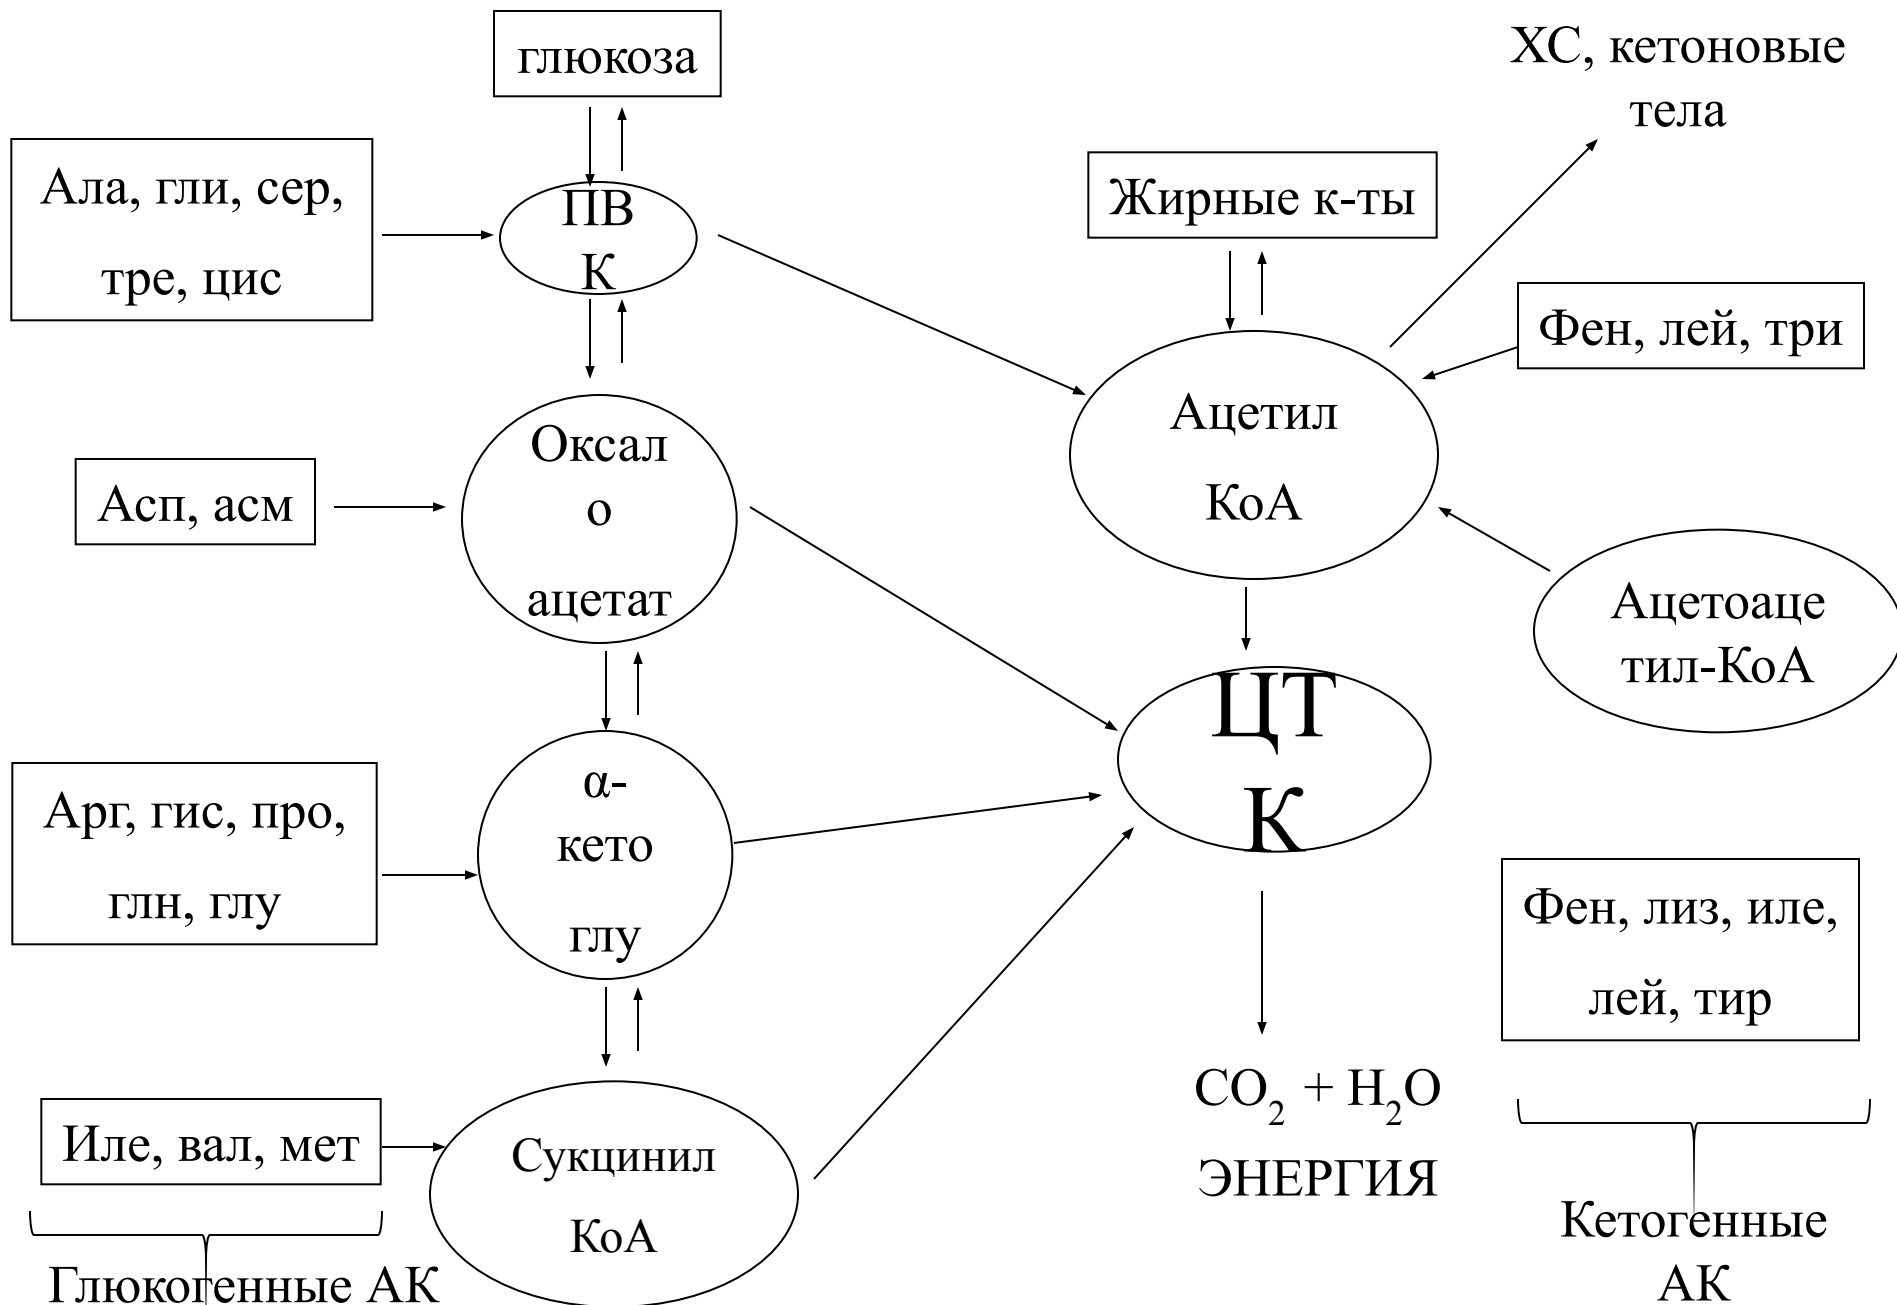 глюкоза
ХС, кетоновые
тела
Ала, гли, сер,
тре, цис
ПВ
К
Жирные к-ты
Фен, лей, три
Оксал
о
ацетат
Ацетил
КоА
Асп, асм
Ацетоаце
тил-КоА
ЦТ
К
α-
кето
глу
Арг, гис, про,
глн, глу
Фен, лиз, иле,
лей, тир
Иле, вал, мет
Сукцинил
КоА
CO₂ + H₂O
ЭНЕРГИЯ
Глюкогенные АК
Кетогенные
АК